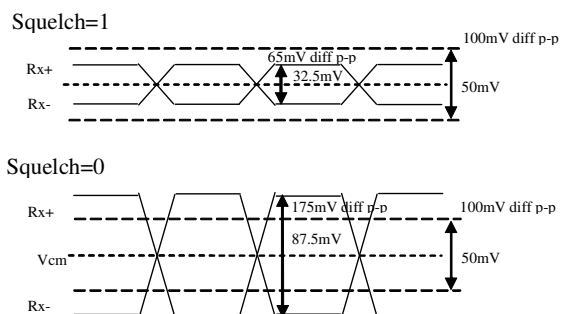 Squelch=1
100mV diff p-p
65mV diff p-p
Rx+
32.5mV
50mV
Rx-
Squelch=0
175mV diff p-p
100mV diff p-p
Rx+
87.5mV
Vcm
50mV
Rx-